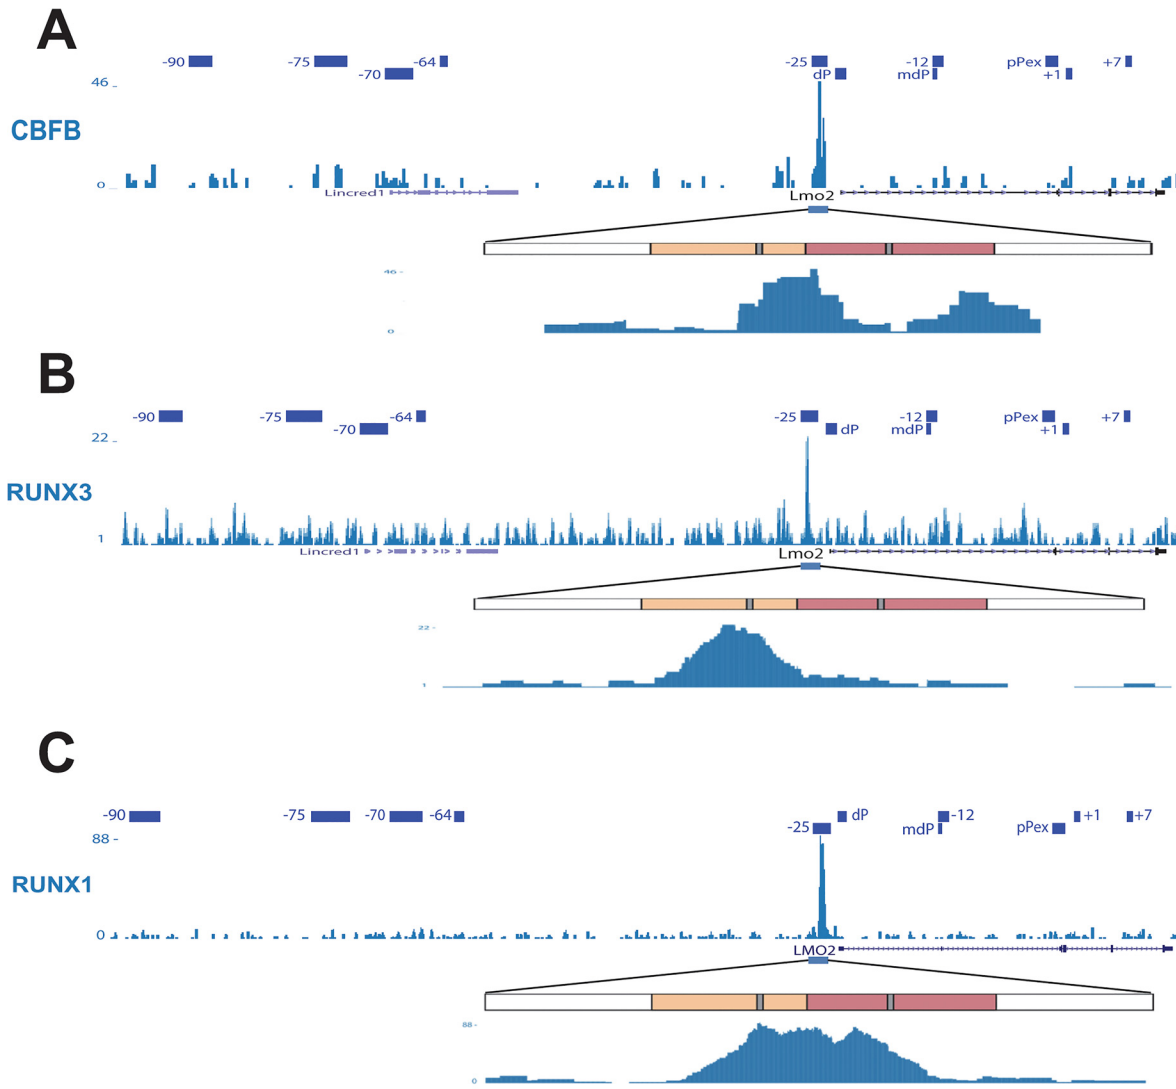 A
-90
-75
-70
-64
-25
dP
-12
mdP
pPex
+1
+7
46
CBFB
0
Lincred1
Lmo2
46
0
B
-90
-75
-70
-64
-25
dP
-12
mdP
pPex
+1
+7
22
RUNX3
1
Lincred1
Lmo2
22
1
C
-90
-75
-70
-64
-25
dP
-12
mdP
pPex
+1
+7
88
RUNX1
0
LMO2
88
0